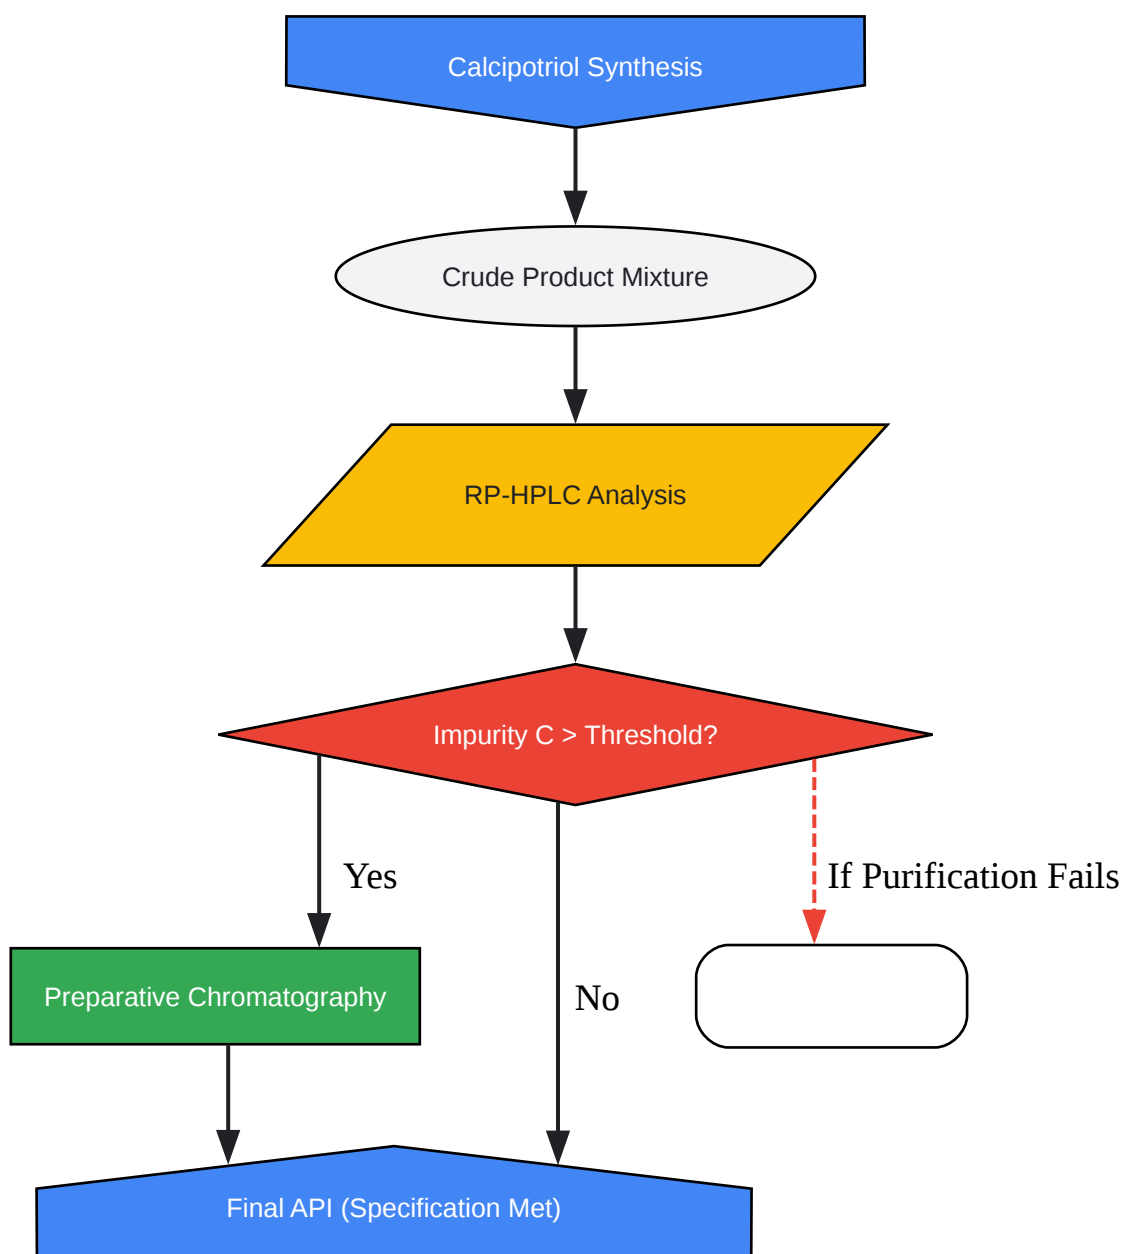 Calcipotriol Synthesis
Crude Product Mixture
RP-HPLC Analysis
Impurity C > Threshold?
Yes
If Purification Fails
Preparative Chromatography
No
Final API (Specification Met)